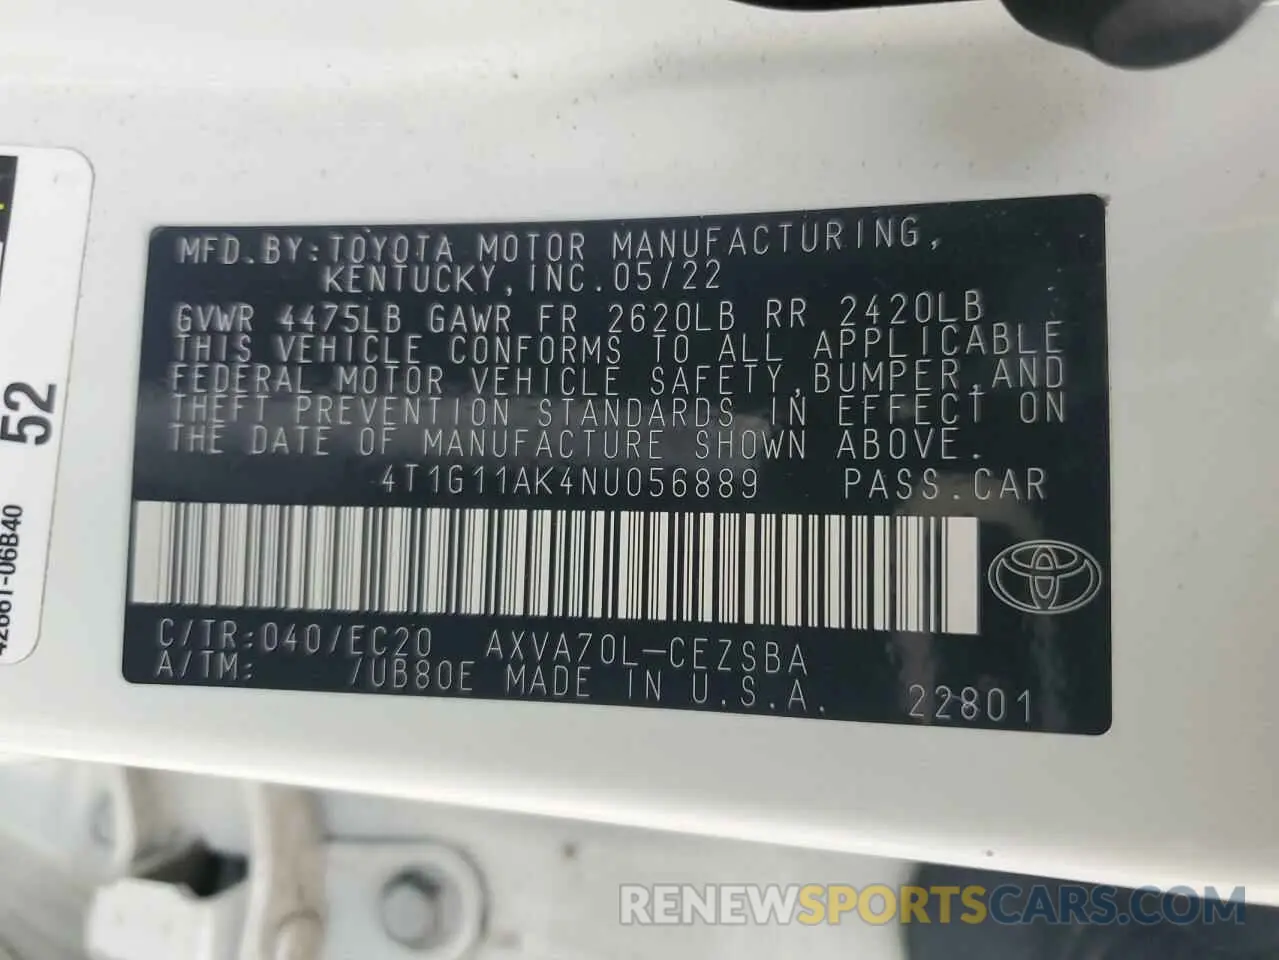 MFD.BY:TOYOTA MOTOR MANUFACTURING,
KENTUCKY,INC.05/22
GVWR 4475LB GAWR FR 2620LB RR 2420LB
THIS VEHICLE CONFORMS TO ALL APPLICABLE
FEDERAL MOTOR VEHICLE SAFETY,BUMPER,AND
THEFT PREVENTION STANDARDS IN EFFECT ON
THE DATE OF MANUFACTURE SHOWN ABOVE.
4T1G11AK4NU056889 PASS.CAR
C/TR:040/EC20 AXVA70L-CEZSBA
A/TM: /UB80E MADE IN U.S.A.
22801
52
42661-06B40
RENEWSPORTSCARS.COM